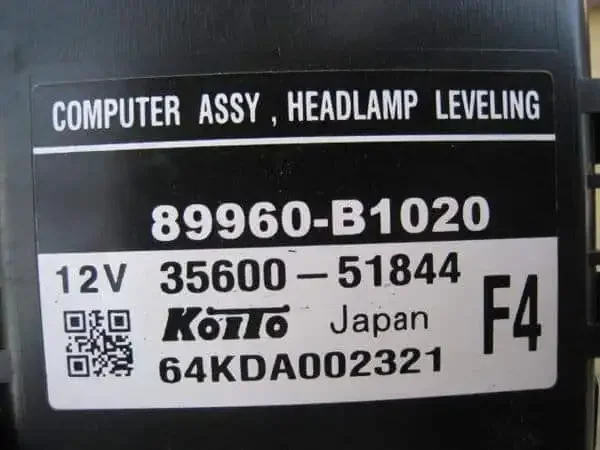 COMPUTER ASSY , HEADLAMP LEVELING
89960-B1020
12V 35600-51844
KOITO Japan F4
64KDA002321